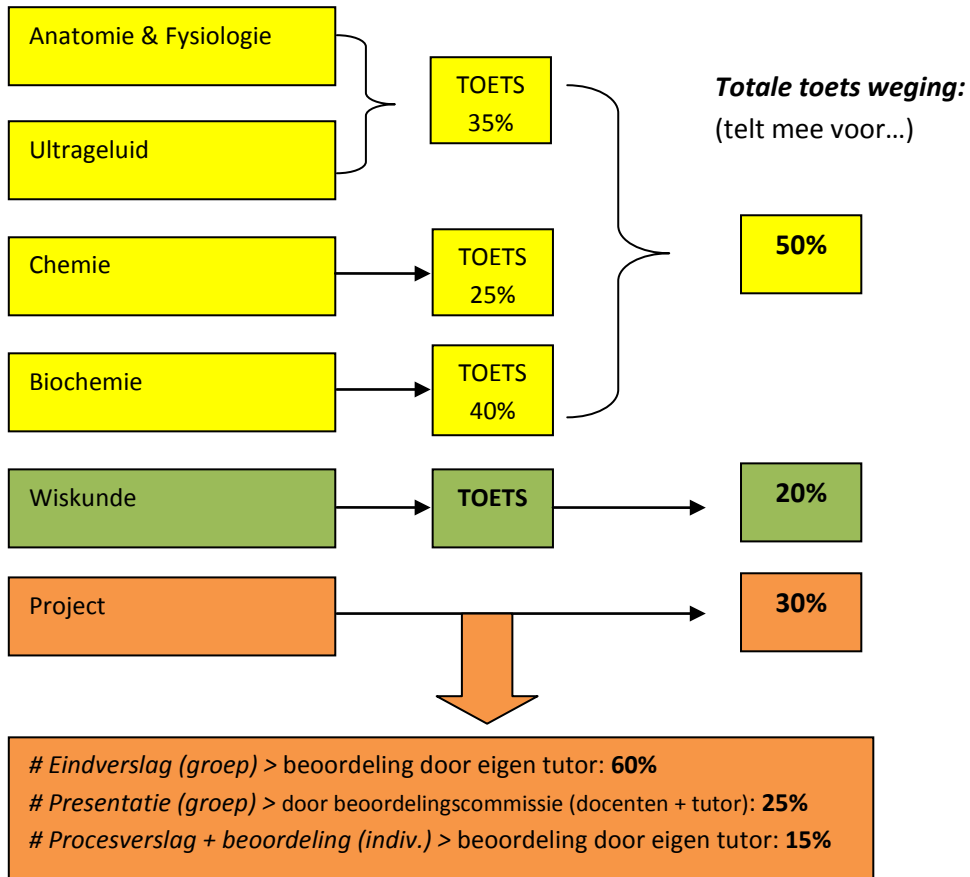 Anatomie & Fysiologie
Ultrageluid
TOETS
35%
Totale toets weging:
(telt mee voor…)
Chemie
TOETS
25%
50%
Biochemie
TOETS
40%
Wiskunde
TOETS
20%
Project
30%
# Eindverslag (groep) > beoordeling door eigen tutor: 60%
# Presentatie (groep) > door beoordelingscommissie (docenten + tutor): 25%
# Procesverslag + beoordeling (indiv.) > beoordeling door eigen tutor: 15%